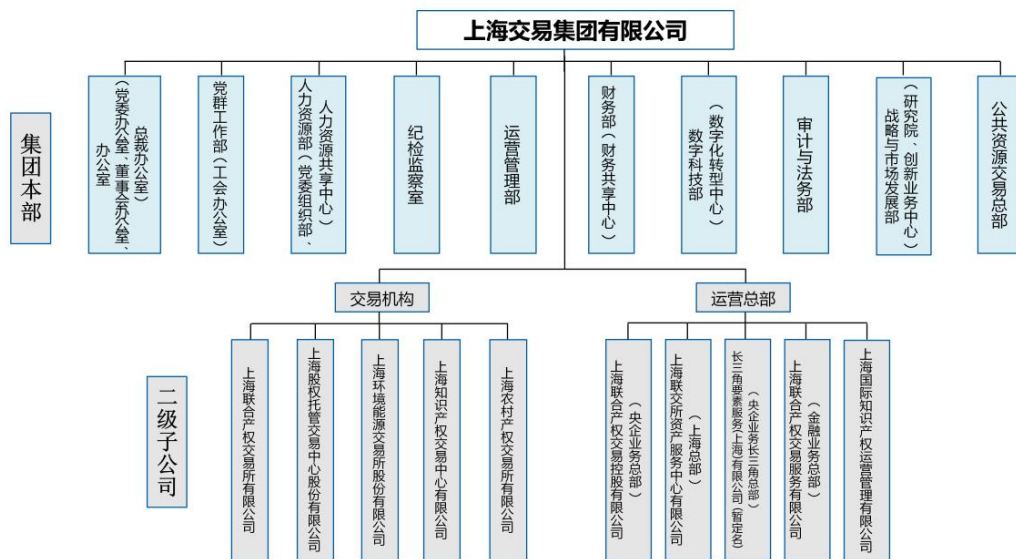 上海交易集团有限公司
集团本部
办公室
（党委办公室、董事会办公室、
总裁办公室）
党群工作部（工会办公室）
人力资源部（党委组织部、
人力资源共享中心）
纪检监察室
运营管理部
财务部（财务共享中心）
数字科技部
（数字化转型中心）
审计与法务部
战略与市场发展部
（研究院、创新业务中心）
公共资源交易总部
交易机构
运营总部
二级子公司
上海联合产权交易所有限公司
上海股权托管交易中心股份有限公司
上海环境能源交易所股份有限公司
上海知识产权交易中心有限公司
上海农村产权交易所有限公司
上海联合产权交易控股有限公司
（央企业务总部）
上海联交所资产服务中心有限公司
（上海总部）
长三角要素服务(上海)有限公司（暂定名）
（央企业务长三角总部）
上海联合产权交易服务有限公司
（金融业务总部）
上海国际知识产权运营管理有限公司